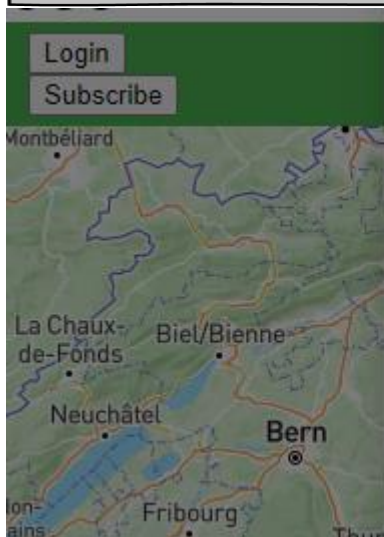 Login
Subscribe
Montbéliard
La Chaux-
de-Fonds
Biel/Bienne
Neuchâtel
Bern
Fribourg